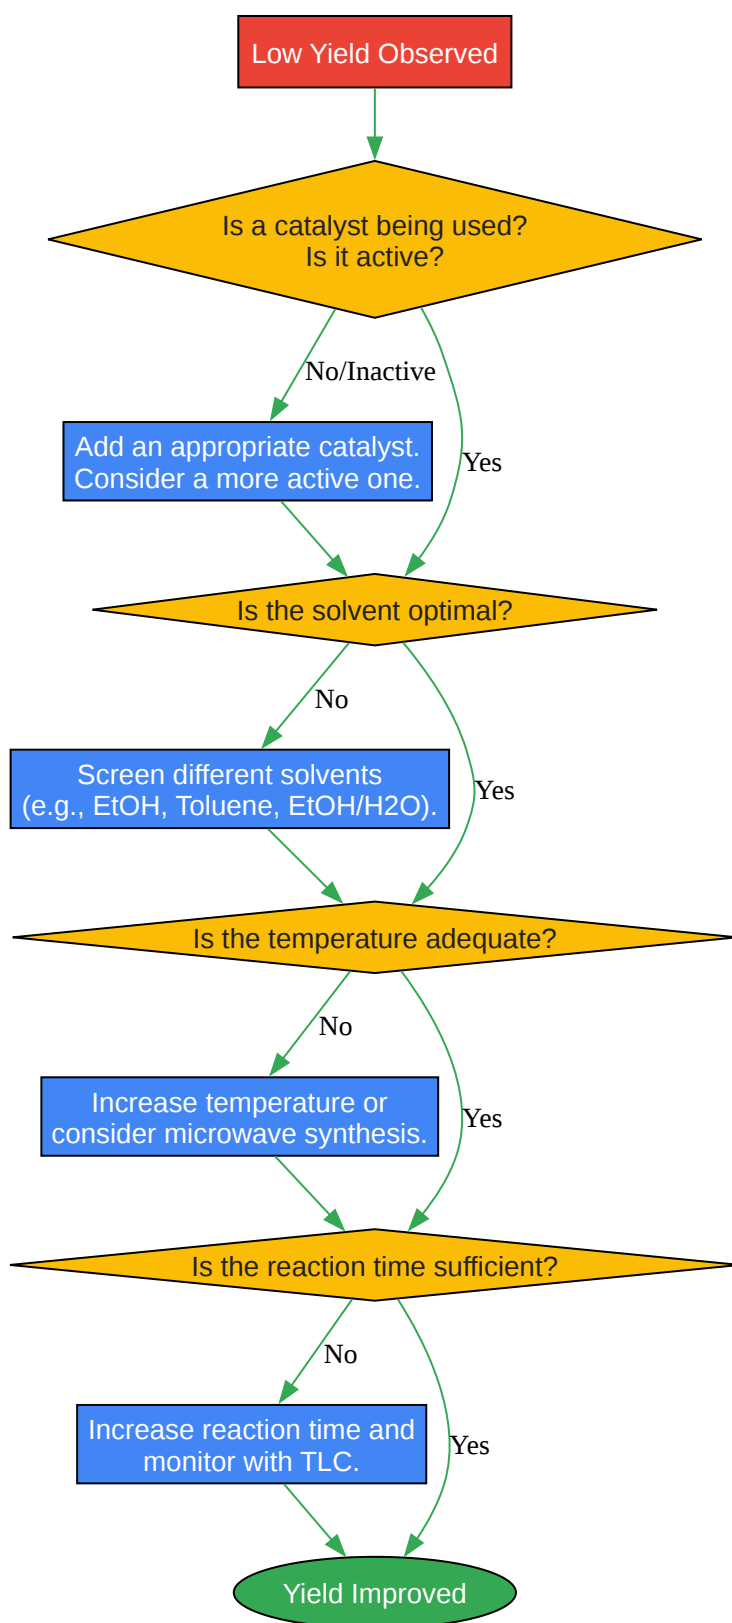 Low Yield Observed
Is a catalyst being used?
Is it active?
No/Inactive
Add an appropriate catalyst.
Consider a more active one.
Yes
Is the solvent optimal?
No
Screen different solvents
(e.g., EtOH, Toluene, EtOH/H2O).
Yes
Is the temperature adequate?
No
Increase temperature or
consider microwave synthesis.
Yes
Is the reaction time sufficient?
No
Increase reaction time and
monitor with TLC.
Yes
Yield Improved